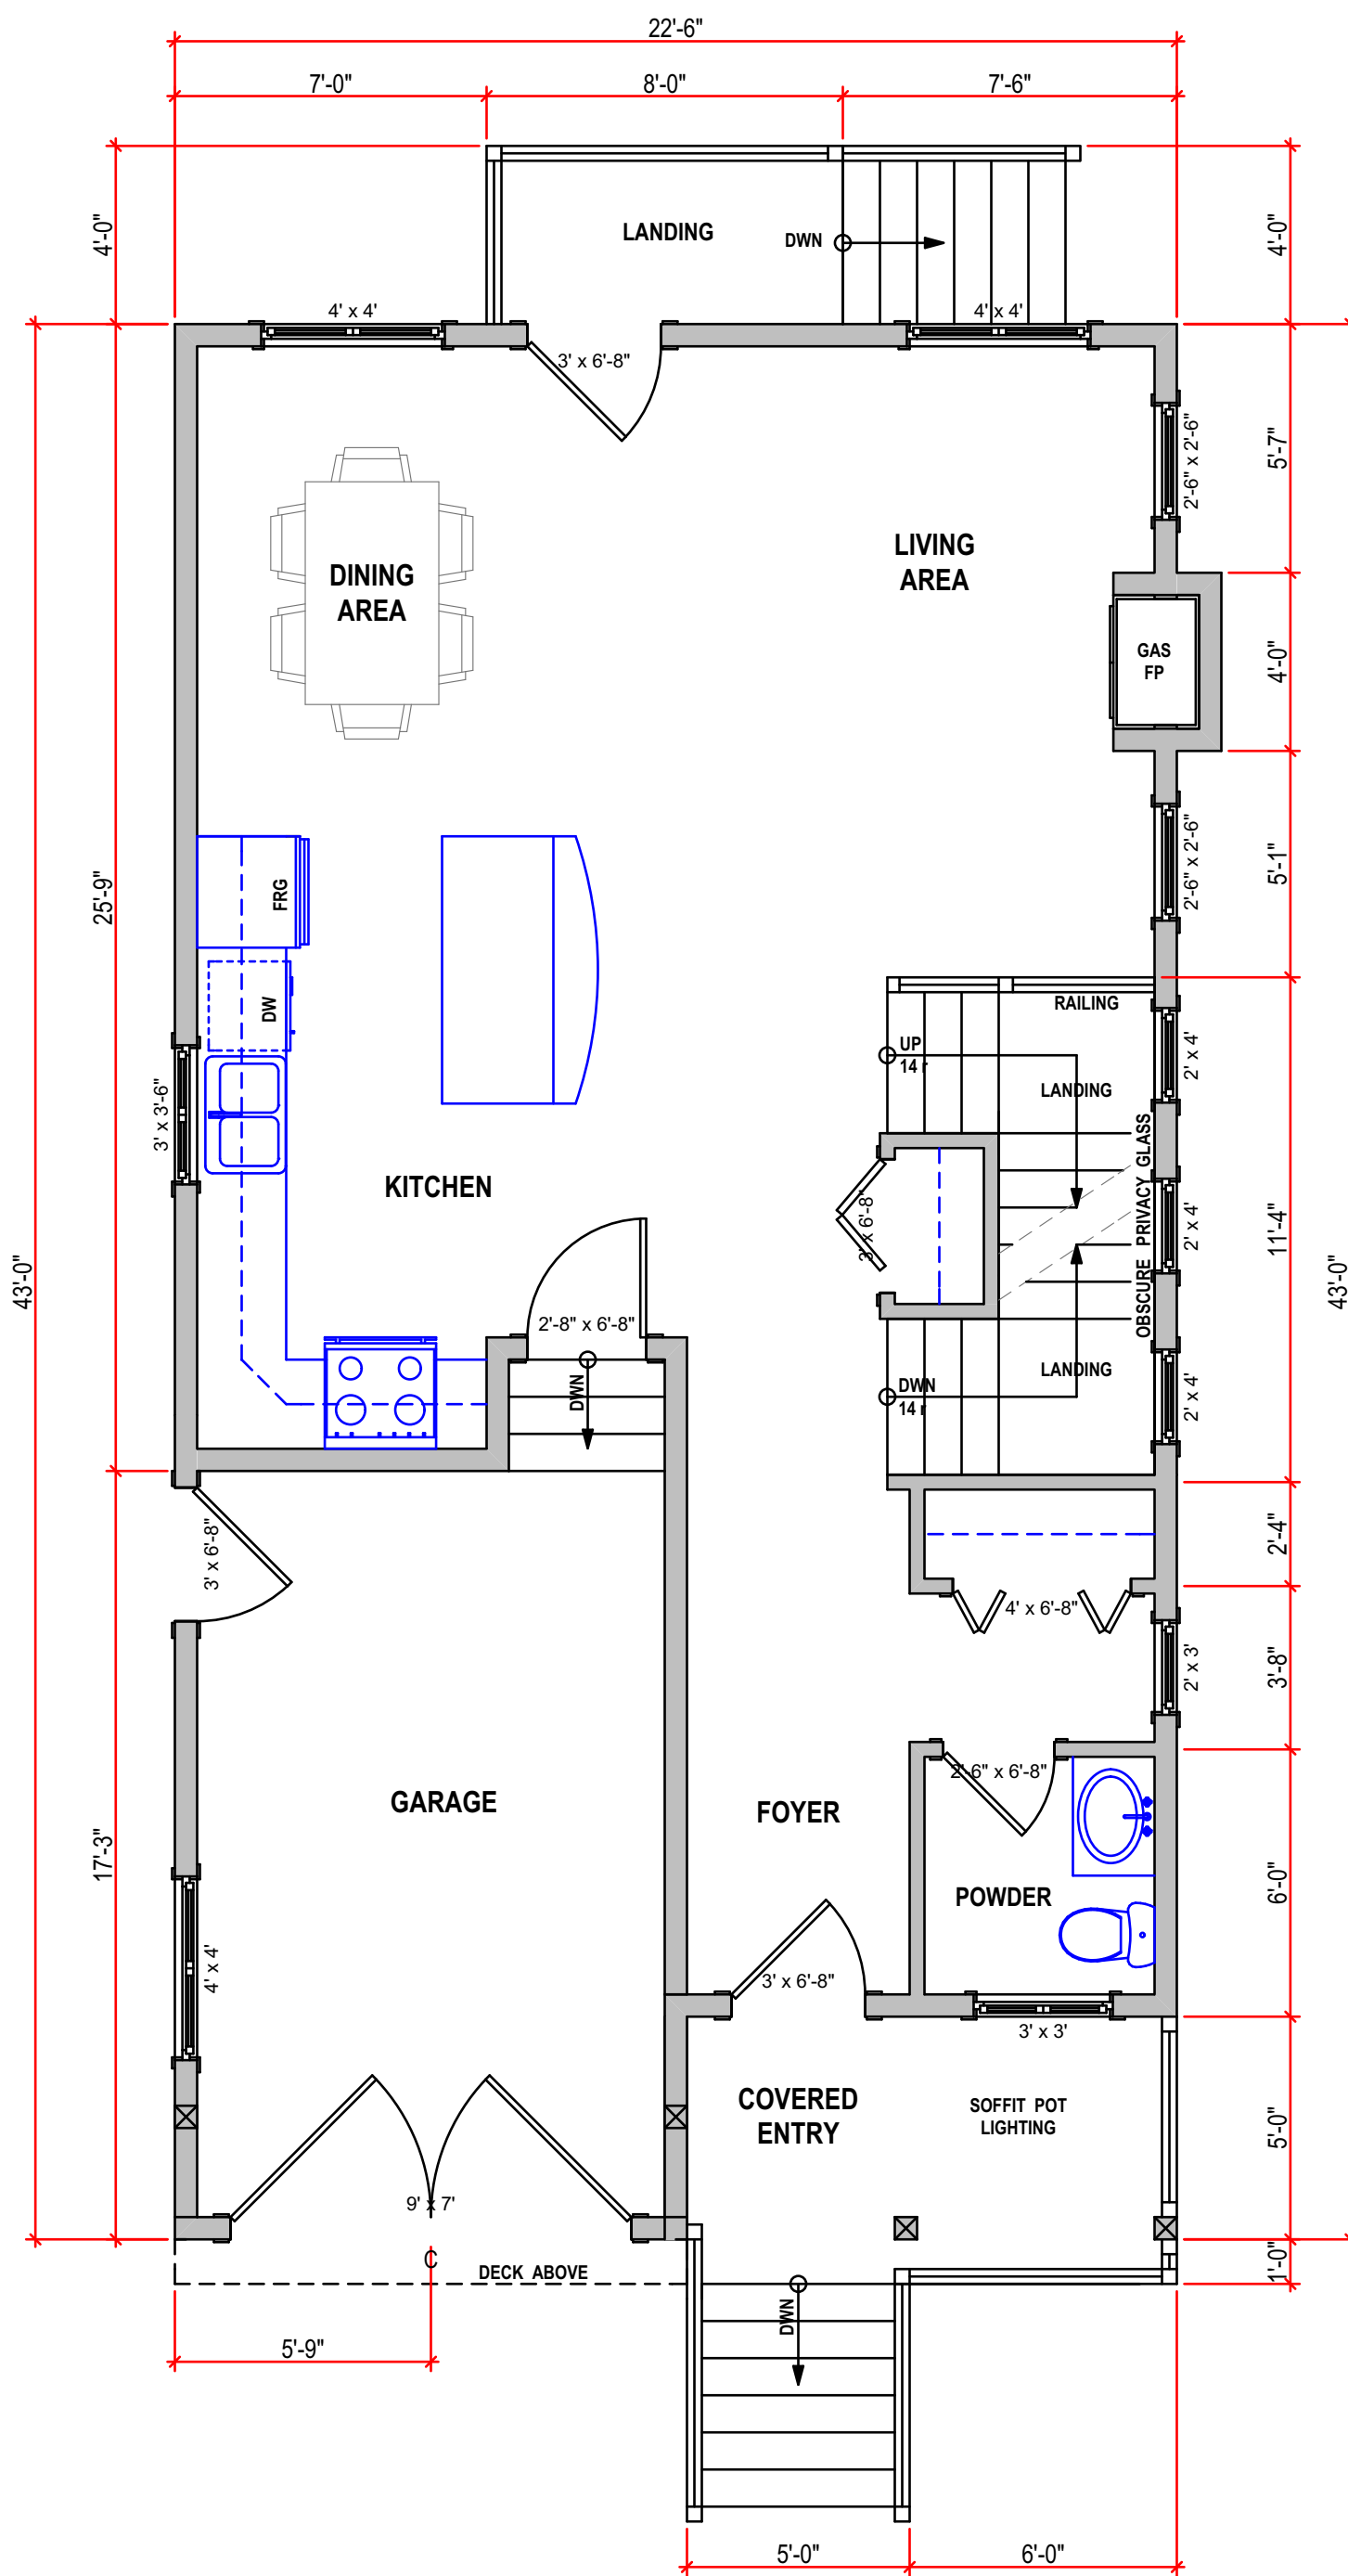 22'-6"
7'-0"
8'-0"
7'-6"
4'-0"
LANDING
DWN
4'-0"
4' x 4'
4' x 4'
3' x 6'-8"
2'-6" x 2'-6"
5'-7"
LIVING
AREA
DINING
AREA
GAS
FP
4'-0"
25'-9"
FRG
2'-6" x 2'-6"
5'-1"
DW
RAILING
UP
14 r
2' x 4'
LANDING
3' x 3'-6"
KITCHEN
3' x 6'-8"
OBSCURE PRIVACY GLASS
2' x 4'
11'-4"
43'-0"
43'-0"
2'-8" x 6'-8"
DWN
LANDING
DWN
14 r
2' x 4'
3' x 6'-8"
2'-4"
4' x 6'-8"
2' x 3'
3'-8"
2'-6" x 6'-8"
GARAGE
FOYER
17'-3"
POWDER
6'-0"
4' x 4'
3' x 6'-8"
3' x 3'
COVERED
ENTRY
SOFFIT POT
LIGHTING
5'-0"
9' x 7'
C
DECK ABOVE
1'-0"
DWN
5'-9"
5'-0"
6'-0"